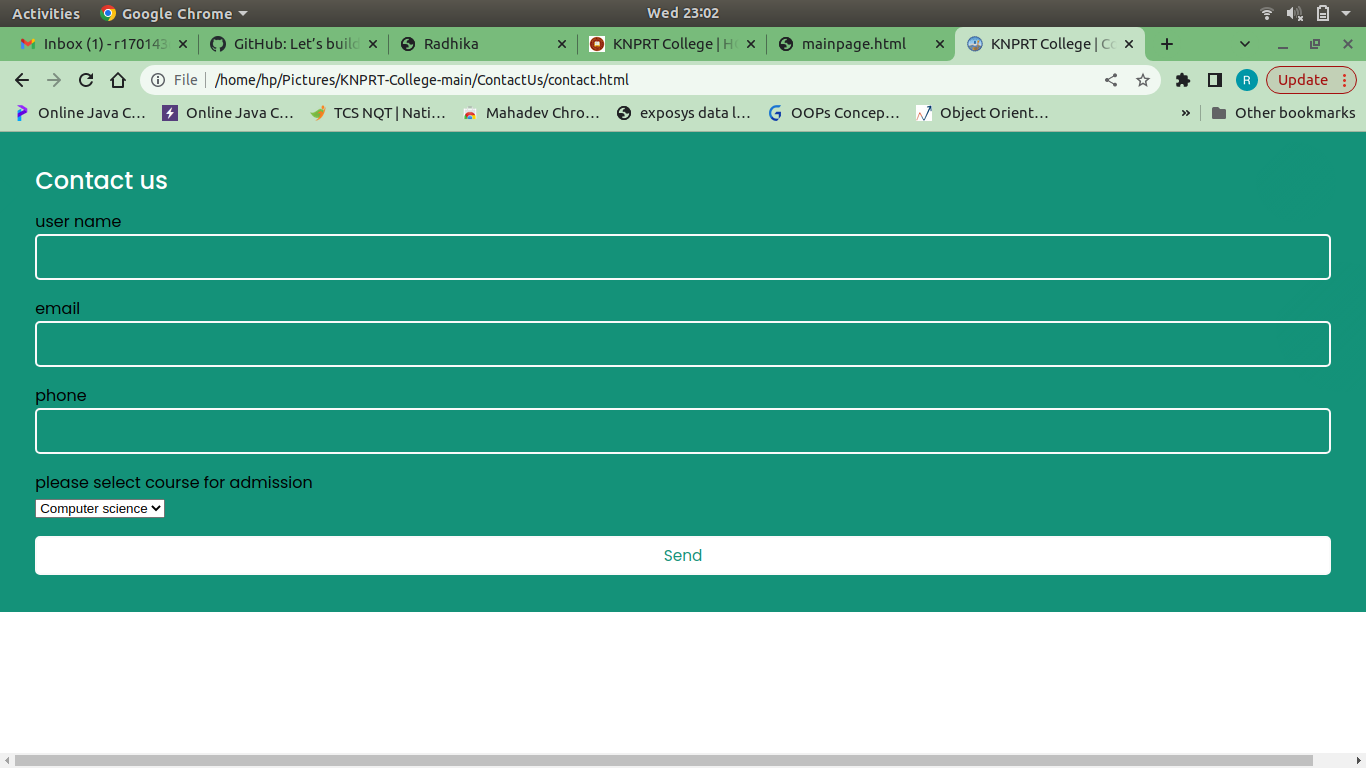 Activities Google Chrome Wed 23:02
Inbox (1) - r17014 GitHub: Let's build Radhika KNPRT College | H mainpage.html KNPRT College | Co
File /home/hp/Pictures/KNPRT-College-main/ContactUs/contact.html R Update
Online Java C... Online Java C... TCS NQT | Nati... Mahadev Chro... exposys data l... OOPs Concep... Object Orient... » Other bookmarks
Contact us
user name
email
phone
please select course for admission
Computer science
Send